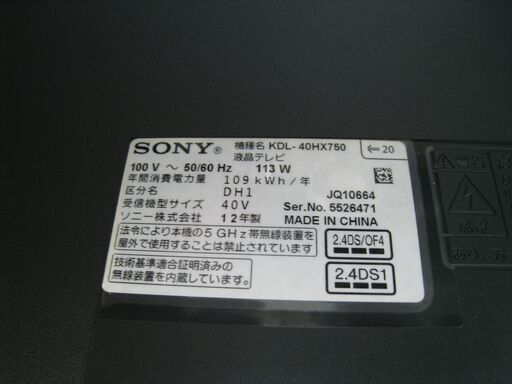 SONY® 機種名 KDL-40HX750
液晶テレビ
⇐ 20
100 V ～ 50/60 Hz 113 W
年間消費電力量 109 kWh/年
区分名 DH1 JQ10664
受信機型サイズ 40V Ser.No. 5526471
ソニー株式会社 12年製 MADE IN CHINA
法令により本機の5GHz帯無線装置を
屋外で使用することは禁止されています。
2.4DS/OF4
技術基準適合証明済みの
無線装置を内蔵しています。
2.4DS1